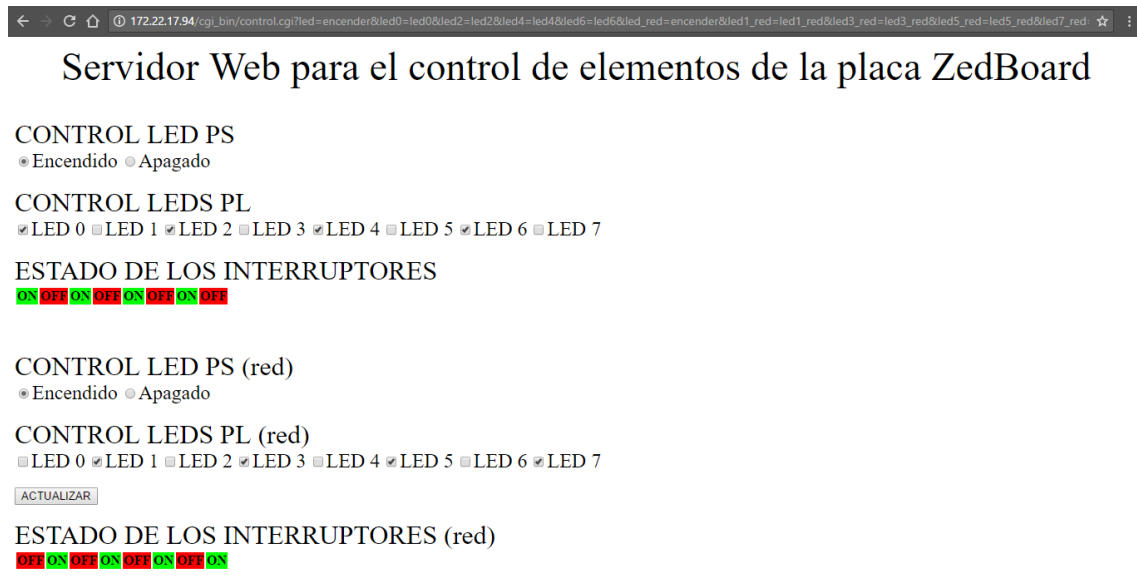 172.22.17.94/cgi_bin/control.cgi?led=encender&led0=led0&led2=led2&led4=led4&led6=led6&led_red=encender&led1_red=led1_red&led3_red=led3_red&led5_red=led5_red&led7_red=
Servidor Web para el control de elementos de la placa ZedBoard
CONTROL LED PS
Encendido Apagado
CONTROL LEDS PL
LED 0 LED 1 LED 2 LED 3 LED 4 LED 5 LED 6 LED 7
ESTADO DE LOS INTERRUPTORES
ON OFF ON OFF ON OFF ON OFF
CONTROL LED PS (red)
Encendido Apagado
CONTROL LEDS PL (red)
LED 0 LED 1 LED 2 LED 3 LED 4 LED 5 LED 6 LED 7
ACTUALIZAR
ESTADO DE LOS INTERRUPTORES (red)
OFF ON OFF ON OFF ON OFF ON